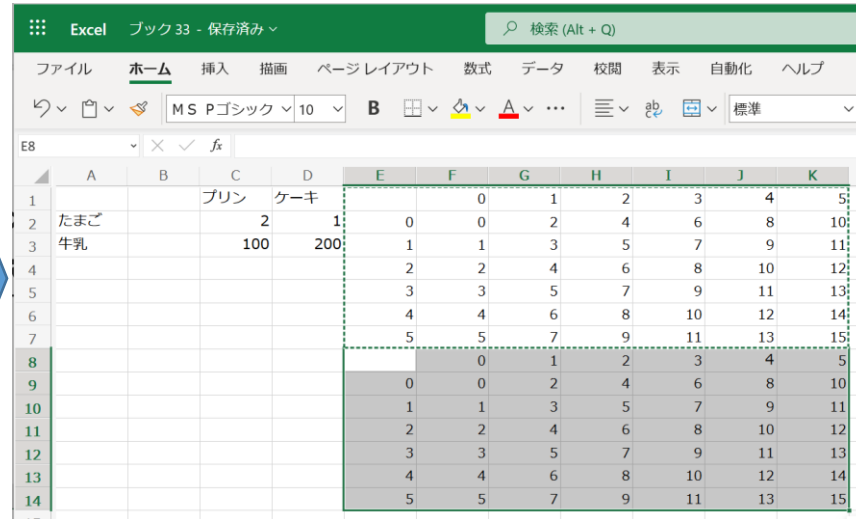 Excel ブック 33 - 保存済み 検索 (Alt + Q)
ファイル ホーム 挿入 描画 ページ レイアウト 数式 データ 校閲 表示 自動化 ヘルプ
ＭＳ Ｐゴシック 10 B A ab 標準
E8 fx
A B C D E F G H I J K
1 プリン ケーキ 0 1 2 3 4 5
2 たまご 2 1 0 0 2 4 6 8 10
3 牛乳 100 200 1 1 3 5 7 9 11
4 2 2 4 6 8 10 12
5 3 3 5 7 9 11 13
6 4 4 6 8 10 12 14
7 5 5 7 9 11 13 15
8 0 1 2 3 4 5
9 0 0 2 4 6 8 10
10 1 1 3 5 7 9 11
11 2 2 4 6 8 10 12
12 3 3 5 7 9 11 13
13 4 4 6 8 10 12 14
14 5 5 7 9 11 13 15